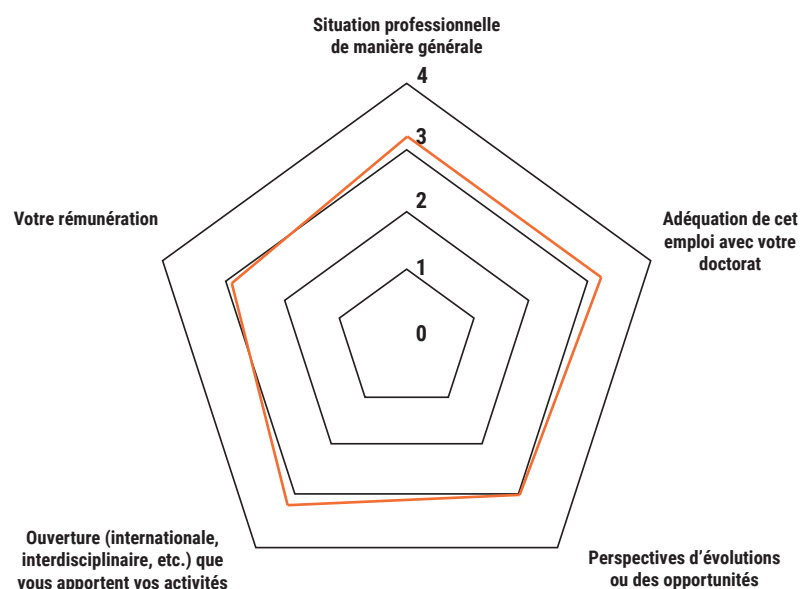 Situation professionnelle
de manière générale
4
3
2
1
0
Votre rémunération
Adéquation de cet
emploi avec votre
doctorat
Ouverture (internationale,
interdisciplinaire, etc.) que
vous apportent vos activités
Perspectives d’évolutions
ou des opportunités